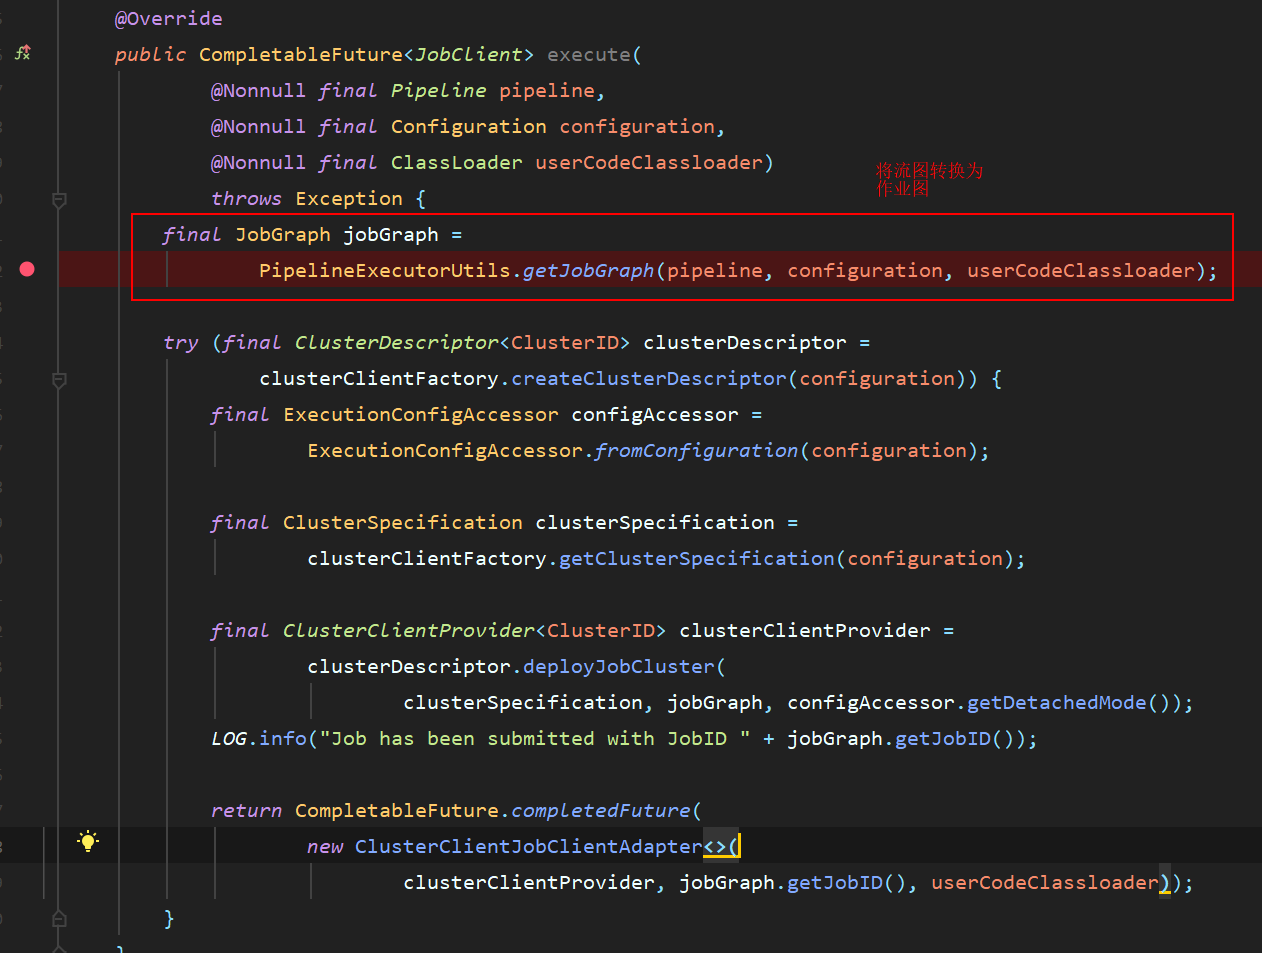 @Override
public CompletableFuture<JobClient> execute(
@Nonnull final Pipeline pipeline,
@Nonnull final Configuration configuration,
@Nonnull final ClassLoader userCodeClassloader)
将流图转换为
作业图
throws Exception {
final JobGraph jobGraph =
PipelineExecutorUtils.getJobGraph(pipeline, configuration, userCodeClassloader);
try (final ClusterDescriptor<ClusterID> clusterDescriptor =
clusterClientFactory.createClusterDescriptor(configuration)) {
final ExecutionConfigAccessor configAccessor =
ExecutionConfigAccessor.fromConfiguration(configuration);
final ClusterSpecification clusterSpecification =
clusterClientFactory.getClusterSpecification(configuration);
final ClusterClientProvider<ClusterID> clusterClientProvider =
clusterDescriptor.deployJobCluster(
clusterSpecification, jobGraph, configAccessor.getDetachedMode());
LOG.info("Job has been submitted with JobID " + jobGraph.getJobID());
return CompletableFuture.completedFuture(
new ClusterClientJobClientAdapter<>(
clusterClientProvider, jobGraph.getJobID(), userCodeClassloader));
}